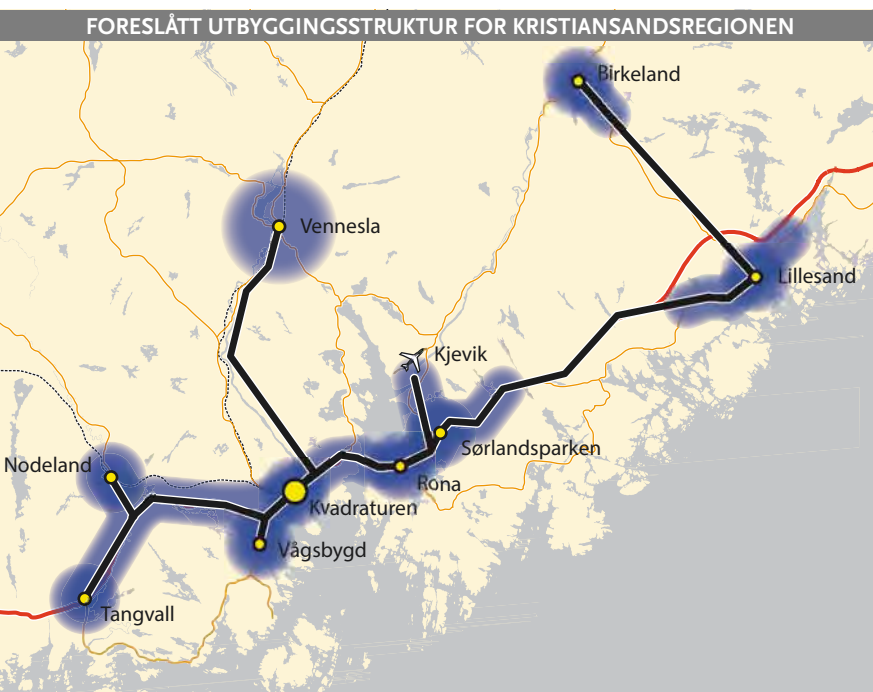 FORESLÅTT UTBYGGINGSSTRUKTUR FOR KRISTIANSANDSREGIONEN
Birkeland
Vennesla
Lillesand
Kjevik
Sørlandsparken
Nodeland
Rona
Kvadraturen
Vågsbygd
Tangvall